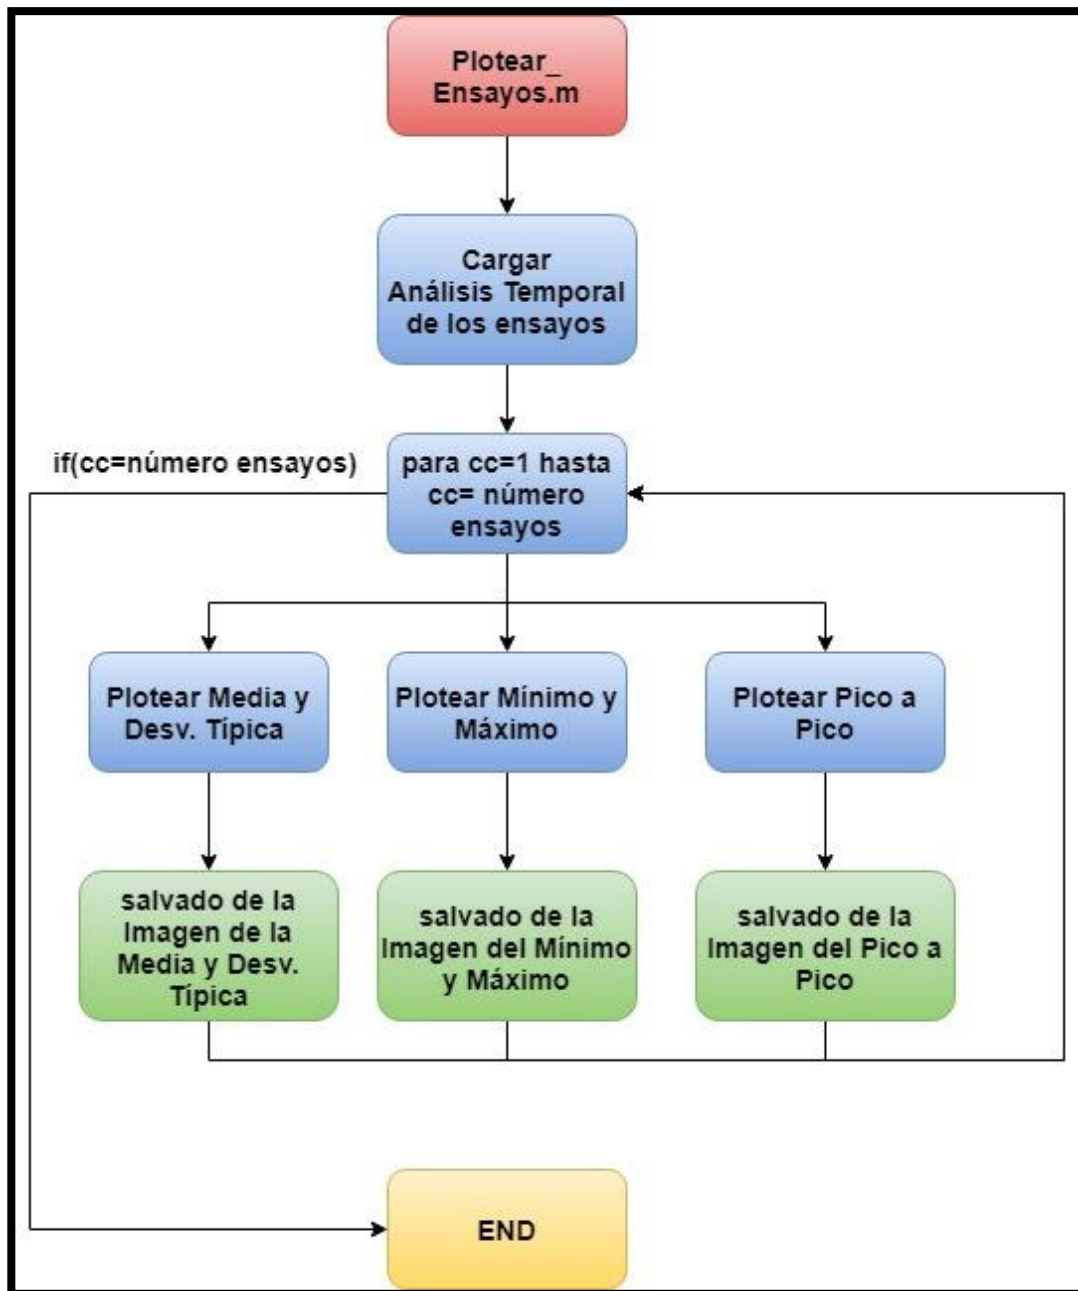 Plotear_
Ensayos.m
Cargar
Análisis Temporal
de los ensayos
if(cc=número ensayos)
para cc=1 hasta
cc= número
ensayos
Plotear Media y
Desv. Típica
Plotear Mínimo y
Máximo
Plotear Pico a
Pico
salvado de la
Imagen de la
Media y Desv.
Típica
salvado de la
Imagen del Mínimo
y Máximo
salvado de la
Imagen del Pico a
Pico
END